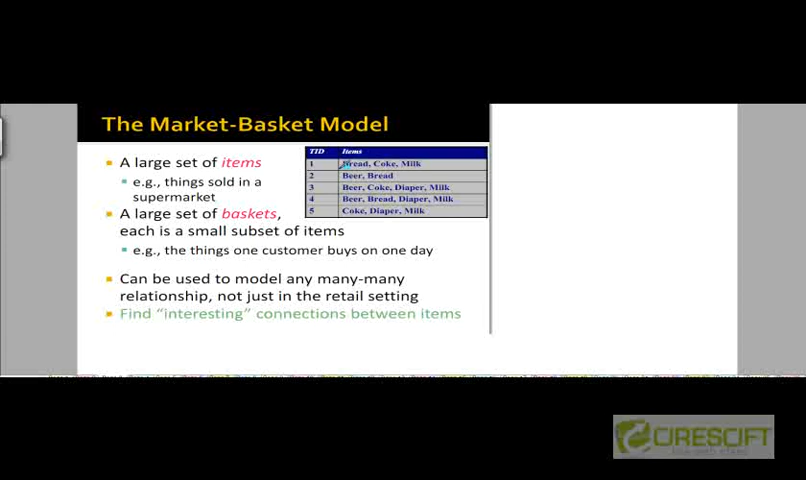 The Market-Basket Model
A large set of items
e.g., things sold in a
supermarket
A large set of baskets,
each is a small subset of items
e.g., the things one customer buys on one day
Can be used to model any many-many
relationship, not just in the retail setting
Find “interesting” connections between items
TID Items
1 Bread, Coke, Milk
2 Beer, Bread
3 Beer, Coke, Diaper, Milk
4 Beer, Bread, Diaper, Milk
5 Coke, Diaper, Milk